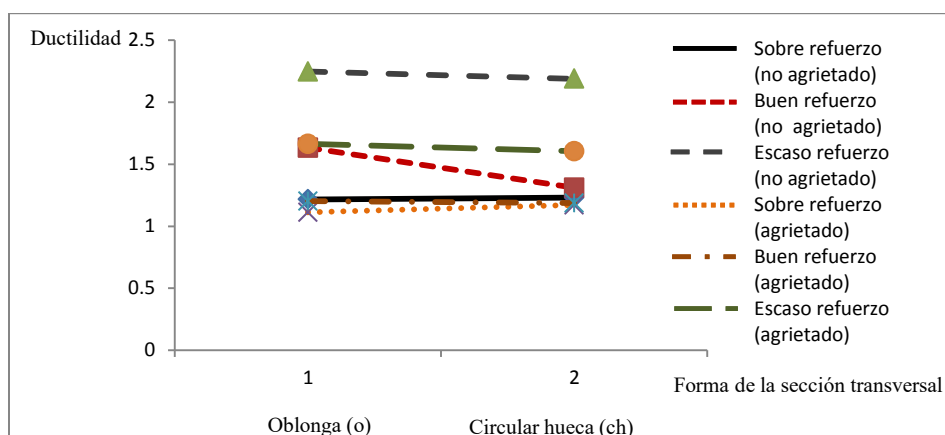 Ductilidad
2.5
2
1.5
1
0.5
0
1
2
Oblonga (o)
Circular hueca (ch)
Forma de la sección transversal
Sobre refuerzo
(no agrietado)
Buen refuerzo
(no agrietado)
Escaso refuerzo
(no agrietado)
Sobre refuerzo
(agrietado)
Buen refuerzo
(agrietado)
Escaso refuerzo
(agrietado)